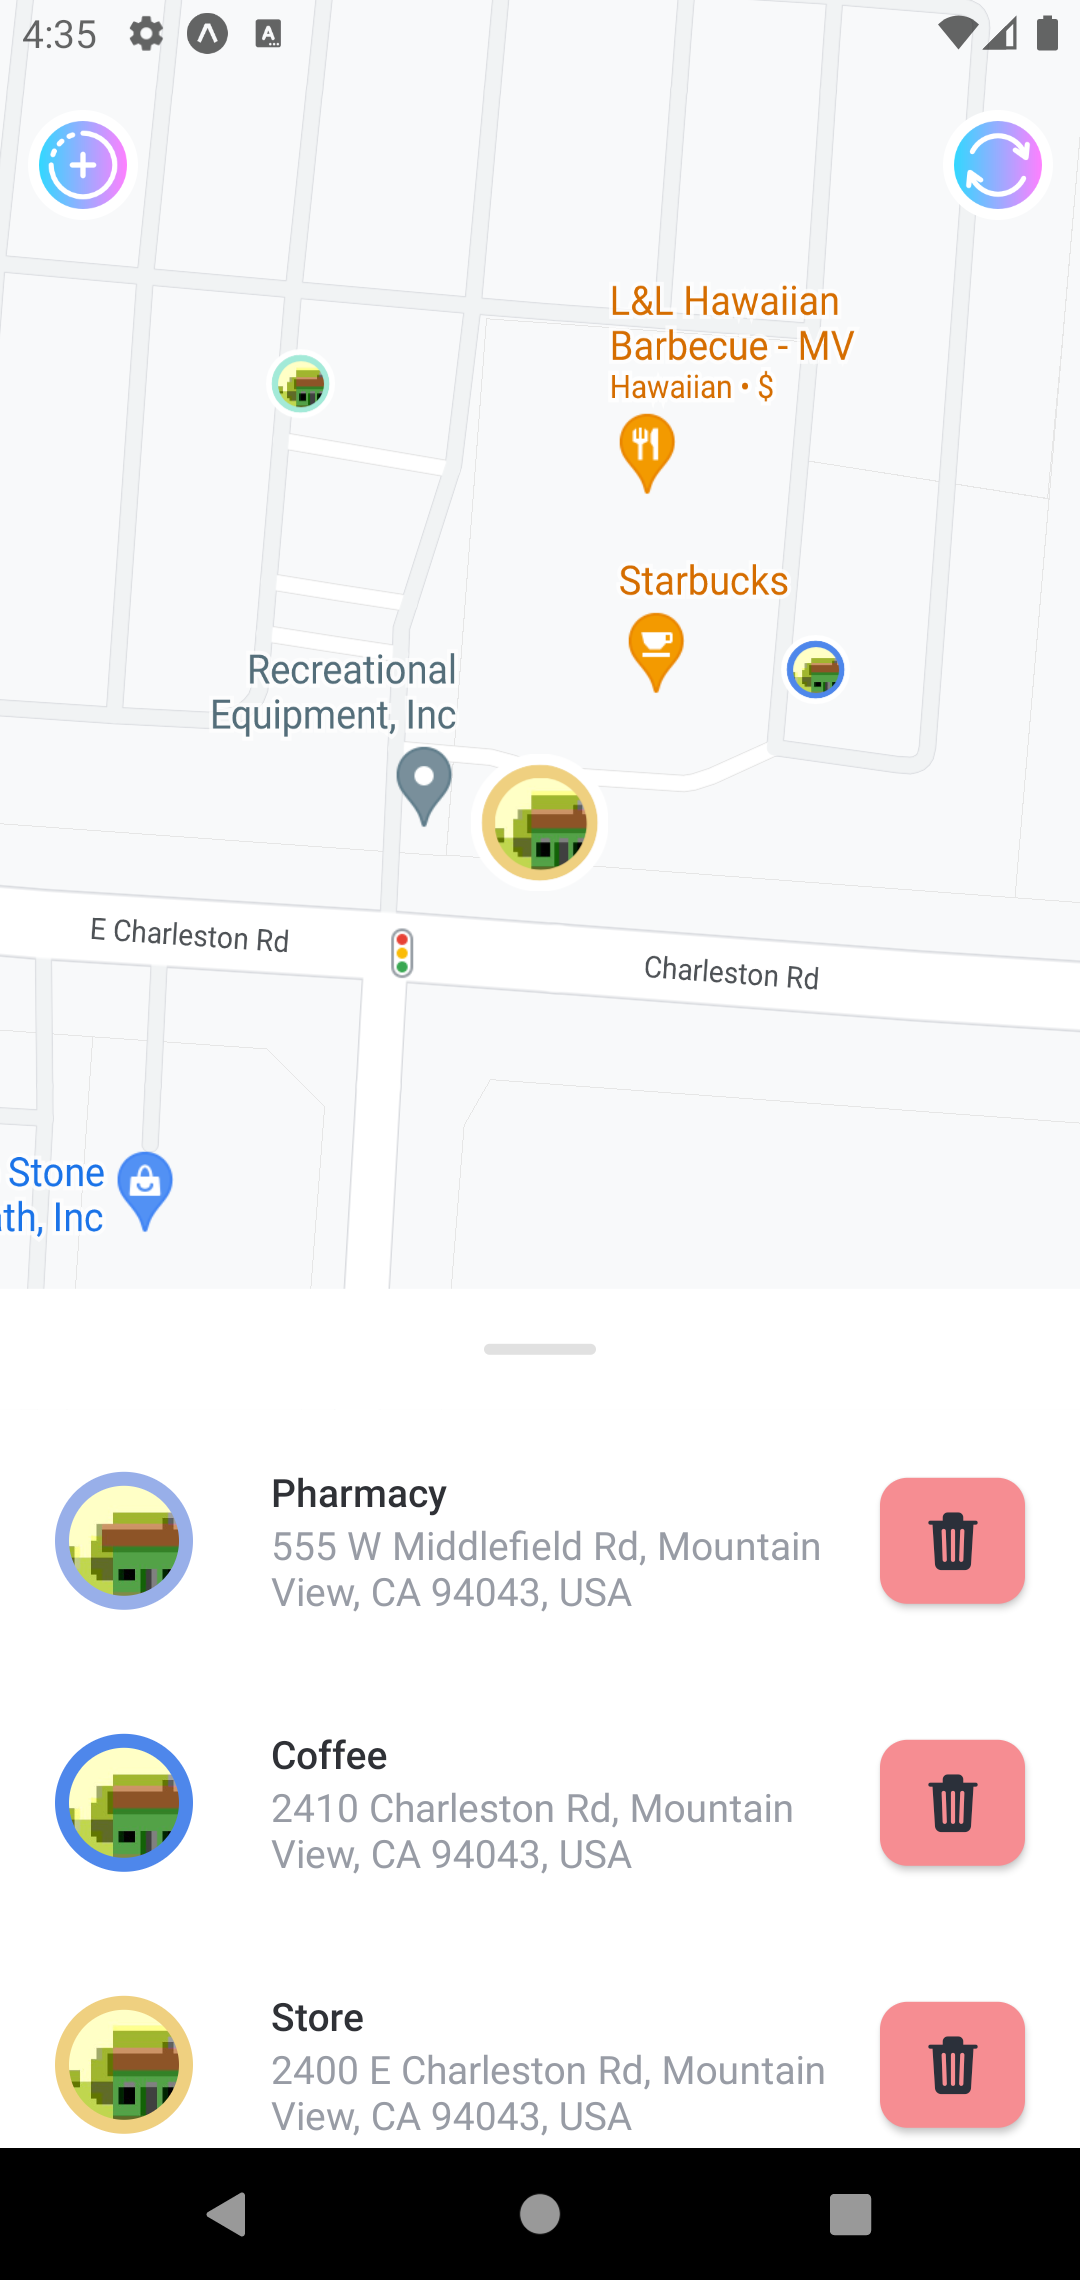 4:35
L&L Hawaiian
Barbecue - MV
Hawaiian • $
Starbucks
Recreational
Equipment, Inc
E Charleston Rd
Charleston Rd
Stone
th, Inc
Pharmacy
555 W Middlefield Rd, Mountain
View, CA 94043, USA
Coffee
2410 Charleston Rd, Mountain
View, CA 94043, USA
Store
2400 E Charleston Rd, Mountain
View, CA 94043, USA